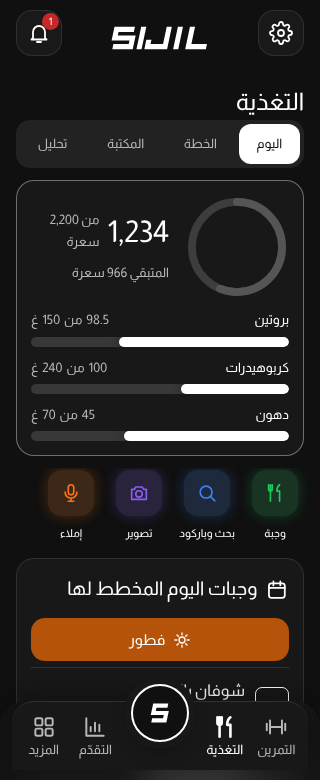 1
SIJIL
التغذية
اليوم
الخطة
المكتبة
تحليل
1,234
من 2,200
سعرة
المتبقي 966 سعرة
بروتين
98.5 من 150 غ
كربوهيدرات
100 من 240 غ
دهون
45 من 70 غ
وجبة
بحث وباركود
تصوير
إملاء
وجبات اليوم المخطط لها
فطور
شوفان
S
التمرين
التغذية
التقدّم
المزيد